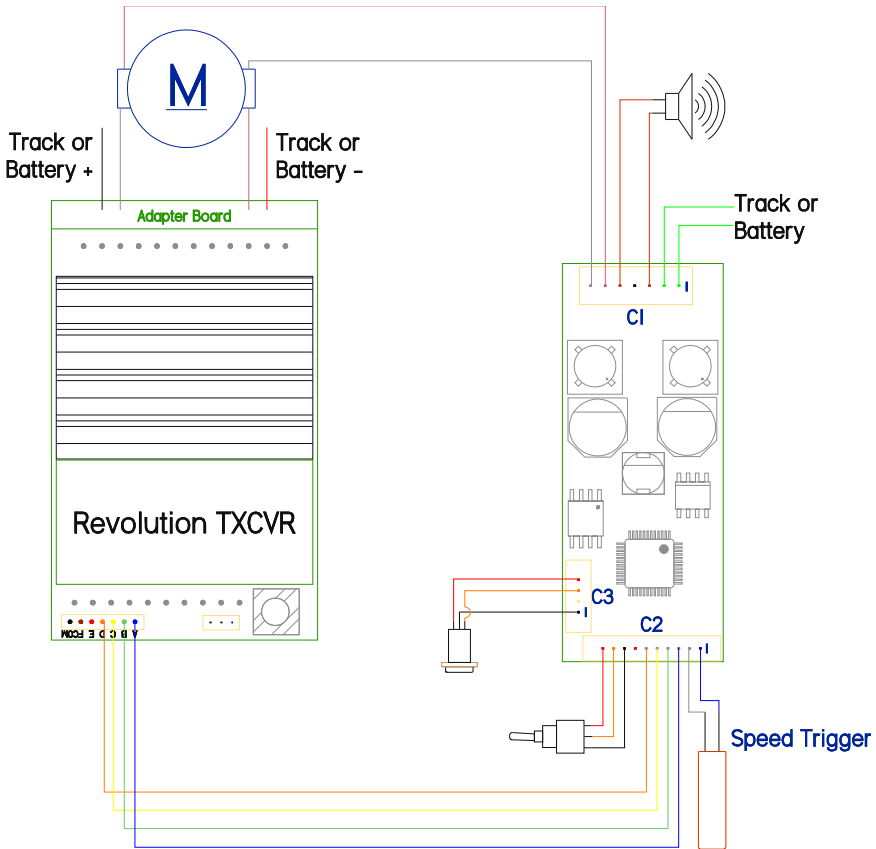 M
Track or
Battery +
Track or
Battery -
Adapter Board
Track or
Battery
I
C1
Revolution TXCVR
C3
I
C2
I
FCOM E D C B A
Speed Trigger